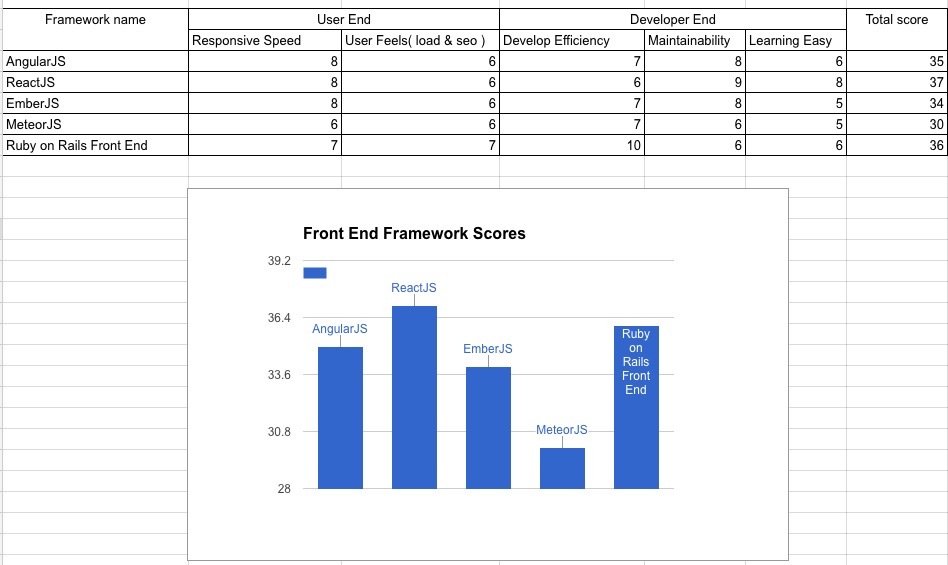 Framework name User End Developer End Total score
Responsive Speed User Feels( load & seo ) Develop Efficiency Maintainability Learning Easy
AngularJS 8 6 7 8 6 35
ReactJS 8 6 6 9 8 37
EmberJS 8 6 7 8 5 34
MeteorJS 6 6 7 6 5 30
Ruby on Rails Front End 7 7 10 6 6 36
Front End Framework Scores
39.2
36.4
33.6
30.8
28
AngularJS
ReactJS
EmberJS
MeteorJS
Ruby
on
Rails
Front
End